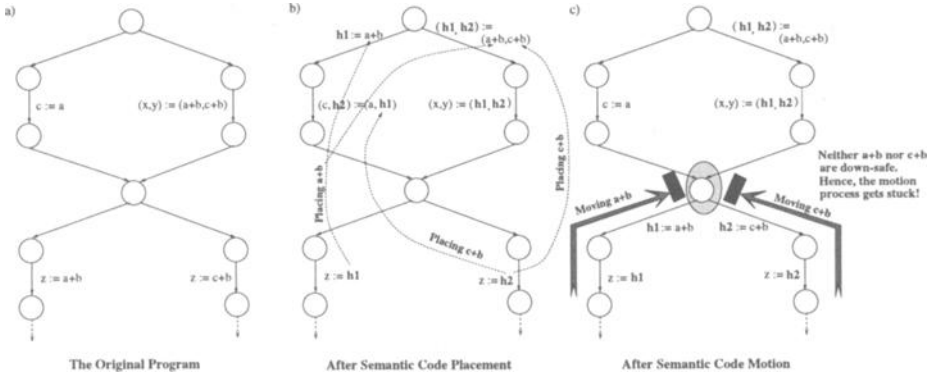 a)
c := a
(x,y) := (a+b,c+b)
z := a+b
z := c+b
The Original Program
b)
h1 := a+b
(h1, h2) :=
(a+b,c+b)
(c, h2) :=(a, h1)
(x,y) := (h1,h2)
Placing a+b
Placing c+b
Placing c+b
z := h1
z := h2
After Semantic Code Placement
c)
(h1, h2) :=
(a+b,c+b)
c := a
(x,y) := (h1,h2)
Neither a+b nor c+b
are down-safe.
Hence, the motion
process gets stuck!
Moving a+b
Moving c+b
h1 := a+b
h2 := c+b
z := h1
z := h2
After Semantic Code Motion